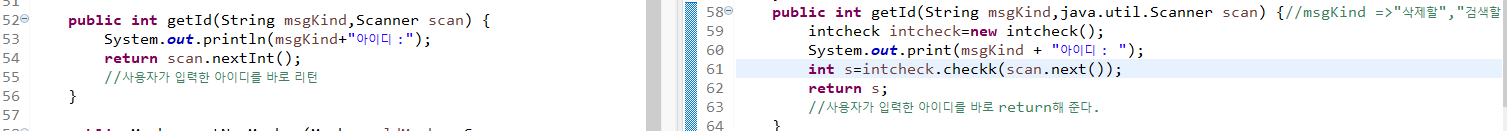 52 public int getId(String msgKind,Scanner scan) {
53 System.out.println(msgKind+"아이디 :");
54 return scan.nextInt();
55 //사용자가 입력한 아이디를 바로 리턴
56 }
57
58 public int getId(String msgKind,java.util.Scanner scan) {//msgKind =>"삭제할","검색할
59 intcheck intcheck=new intcheck();
60 System.out.print(msgKind + "아이디 : ");
61 int s=intcheck.checkk(scan.next());
62 return s;
63 //사용자가 입력한 아이디를 바로 return해 준다.
64 }